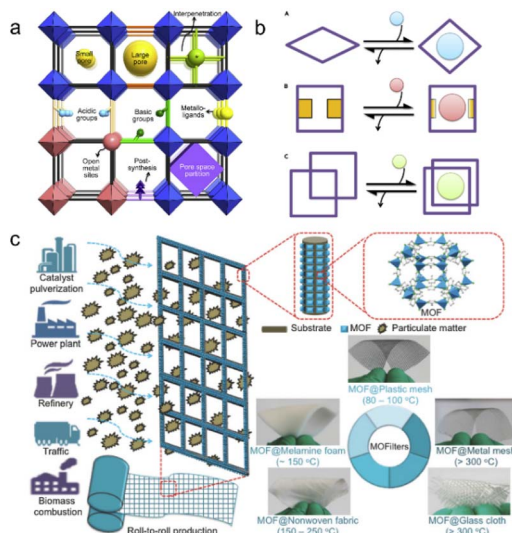 a
Interpenetration
Small
pore
Large
pore
Acidic
groups
Basic
groups
Metallo-
ligands
Open
metal
sites
Post-
synthesis
Pore space
partition
b
A
B
C
c
Catalyst
pulverization
Power plant
Refinery
Traffic
Biomass
combustion
Roll-to-roll production
MOF
Substrate
MOF
Particulate matter
MOF@Plastic mesh
(80 – 100 °C)
MOF@Melamine foam
(~ 150 °C)
MOFilters
MOF@Metal mesh
(> 300 °C)
MOF@Nonwoven fabric
(150 – 250 °C)
MOF@Glass cloth
(> 300 °C)